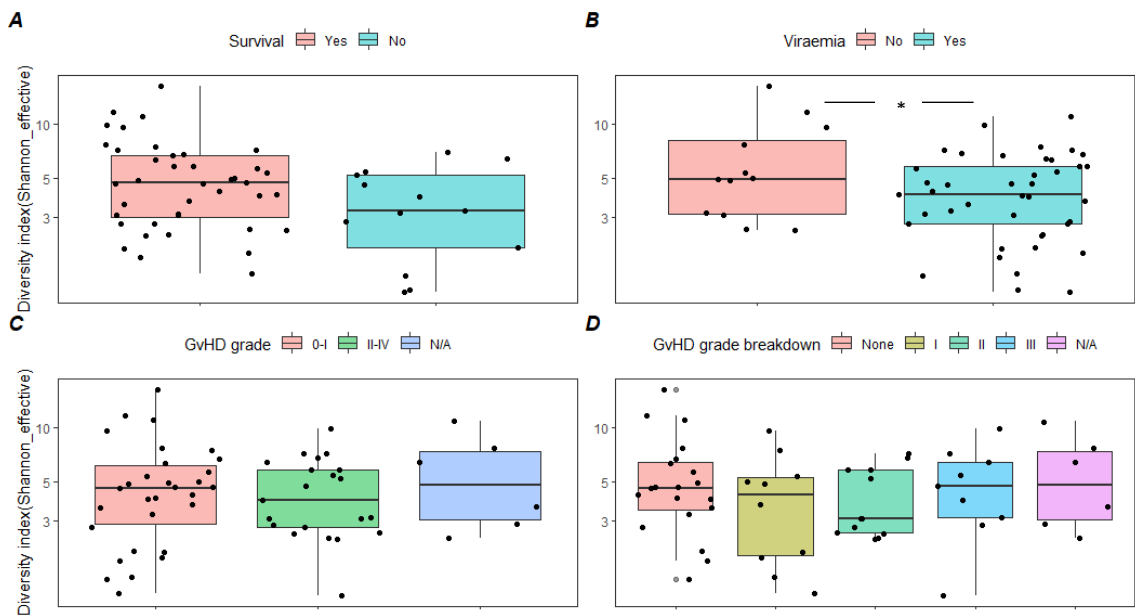 A
Survival Yes No
Diversity index(Shannon_effective)
10
5
3
B
Viraemia No Yes
10
5
3
*
C
GvHD grade 0-I II-IV N/A
Diversity index(Shannon_effective)
10
5
3
D
GvHD grade breakdown None I II III N/A
10
5
3